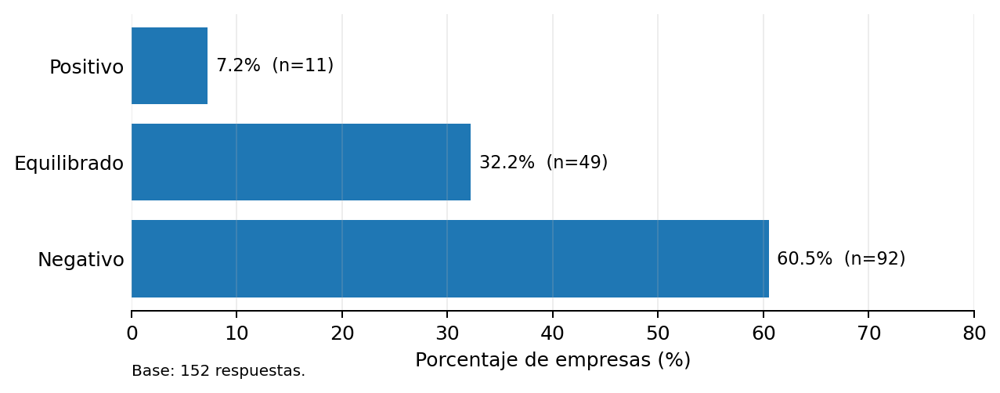 Positivo
7.2%  (n=11)
Equilibrado
32.2%  (n=49)
Negativo
60.5%  (n=92)
0 10 20 30 40 50 60 70 80
Porcentaje de empresas (%)
Base: 152 respuestas.